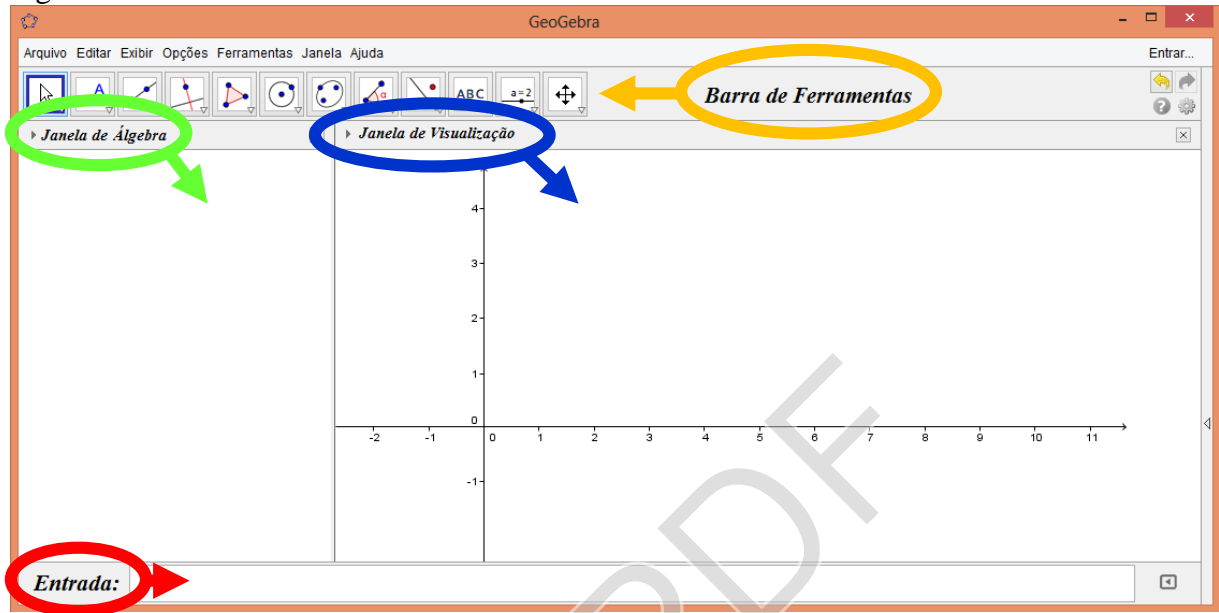 GeoGebra
Arquivo Editar Exibir Opções Ferramentas Janela Ajuda Entrar...
A α ABC a=2 Barra de Ferramentas
Janela de Álgebra Janela de Visualização
4
3
2
1
0
-2 -1 0 1 2 3 4 5 6 7 8 9 10 11
-1
Entrada:
PDF